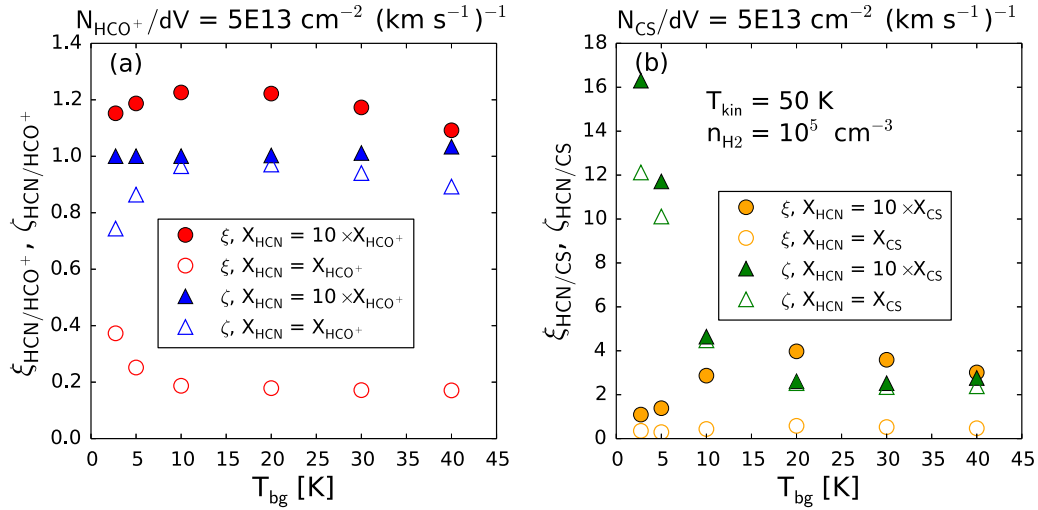 N_HCO⁺/dV = 5E13 cm⁻² (km s⁻¹)⁻¹
(a)
1.4
1.2
1.0
0.8
0.6
0.4
0.2
0.0
ξ_HCN/HCO⁺, ζ_HCN/HCO⁺
ξ, X_HCN = 10 ×X_HCO⁺
ξ, X_HCN = X_HCO⁺
ζ, X_HCN = 10 ×X_HCO⁺
ζ, X_HCN = X_HCO⁺
0 5 10 15 20 25 30 35 40 45
T_bg [K]
N_CS/dV = 5E13 cm⁻² (km s⁻¹)⁻¹
(b)
18
16
14
12
10
8
6
4
2
0
ξ_HCN/CS, ζ_HCN/CS
T_kin = 50 K
n_H2 = 10⁵ cm⁻³
ξ, X_HCN = 10 ×X_CS
ξ, X_HCN = X_CS
ζ, X_HCN = 10 ×X_CS
ζ, X_HCN = X_CS
0 5 10 15 20 25 30 35 40 45
T_bg [K]